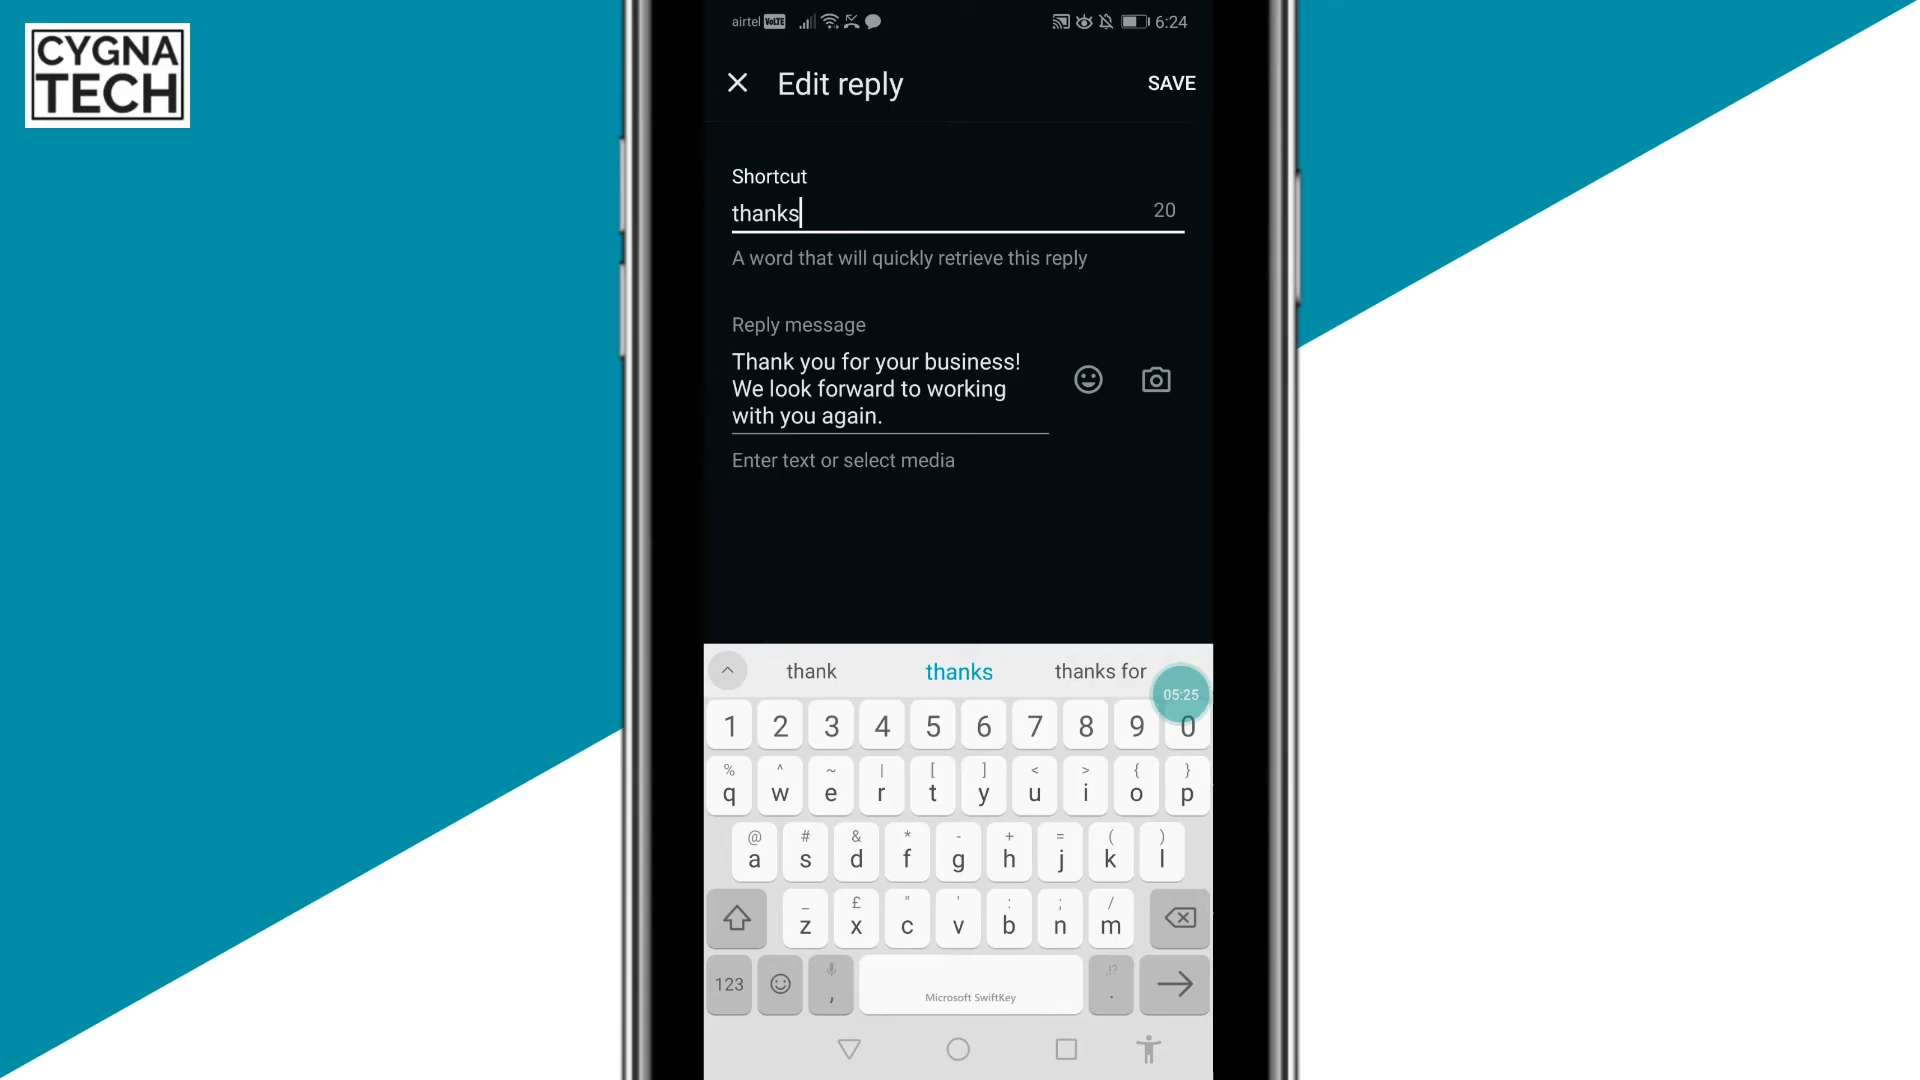 CYGNA
TECH
airtel VoLTE 6:24
Edit reply SAVE
Shortcut
thanks 20
A word that will quickly retrieve this reply
Reply message
Thank you for your business!
We look forward to working
with you again.
Enter text or select media
thank thanks thanks for
05:25
1 2 3 4 5 6 7 8 9 0
% ^ ~ | [ ] < > { }
q w e r t y u i o p
@ # & * - + = ( )
a s d f g h j k l
_ £ " ' : ; /
z x c v b n m
123 , Microsoft SwiftKey ,!? .